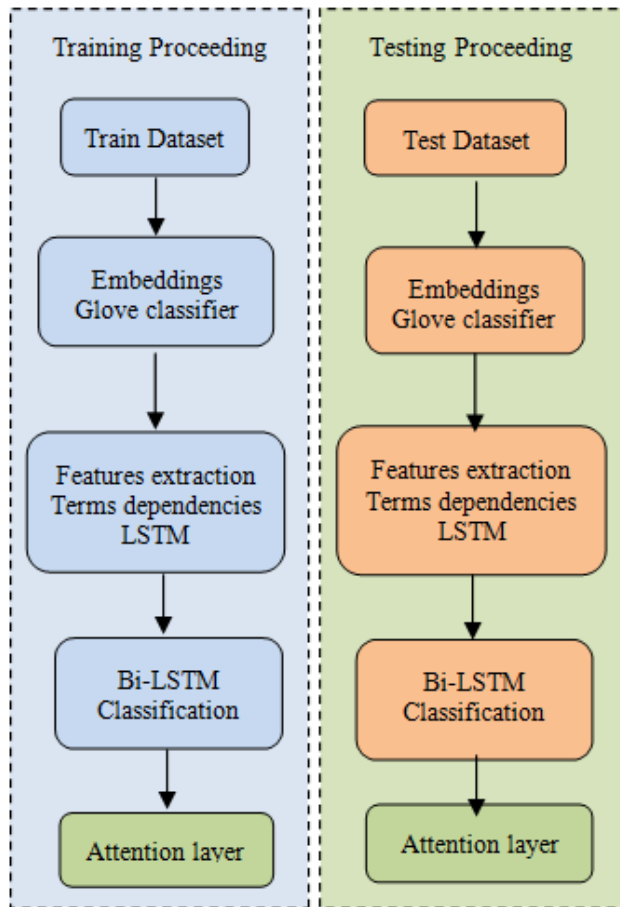 Training Proceeding
Train Dataset
Embeddings
Glove classifier
Features extraction
Terms dependencies
LSTM
Bi-LSTM
Classification
Attention layer
Testing Proceeding
Test Dataset
Embeddings
Glove classifier
Features extraction
Terms dependencies
LSTM
Bi-LSTM
Classification
Attention layer